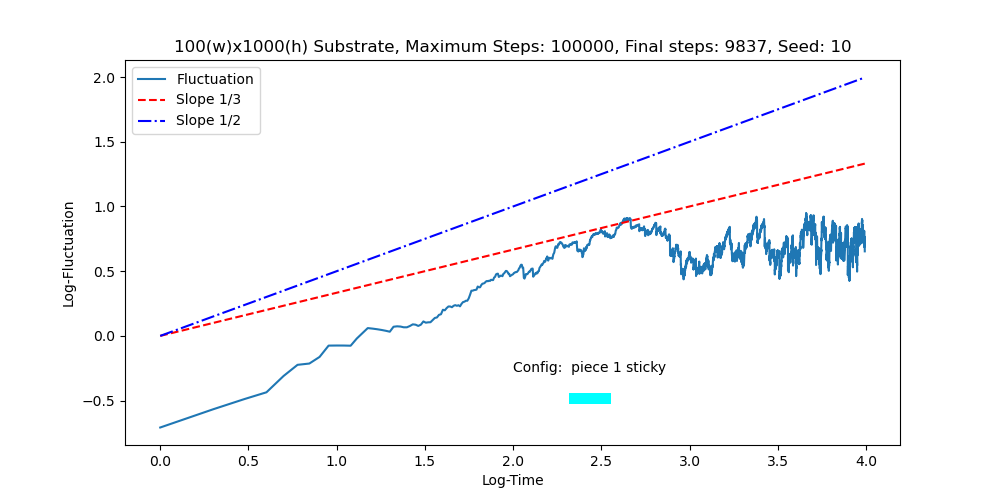 100(w)x1000(h) Substrate, Maximum Steps: 100000, Final steps: 9837, Seed: 10
Fluctuation
Slope 1/3
Slope 1/2
2.0
1.5
1.0
0.5
0.0
−0.5
Log-Fluctuation
Config:  piece 1 sticky
0.0 0.5 1.0 1.5 2.0 2.5 3.0 3.5 4.0
Log-Time